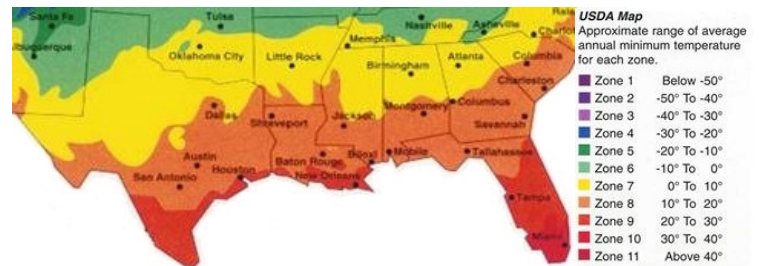 Santa Fe
Tulsa
Nashville
Asheville
Rale
Charlot
lbuquerque
Oklahoma City
Little Rock
Memphis
Birmingham
Atlanta
Columbia
Charleston
Dallas
Shreveport
Jackson
Montgomery
Columbus
Savannah
Austin
San Antonio
Houston
Baton Rouge
New Orleans
Biloxi
Mobile
Tallahassee
Tampa
Miami
USDA Map
Approximate range of average
annual minimum temperature
for each zone.
Zone 1 Below -50°
Zone 2 -50° To -40°
Zone 3 -40° To -30°
Zone 4 -30° To -20°
Zone 5 -20° To -10°
Zone 6 -10° To 0°
Zone 7 0° To 10°
Zone 8 10° To 20°
Zone 9 20° To 30°
Zone 10 30° To 40°
Zone 11 Above 40°